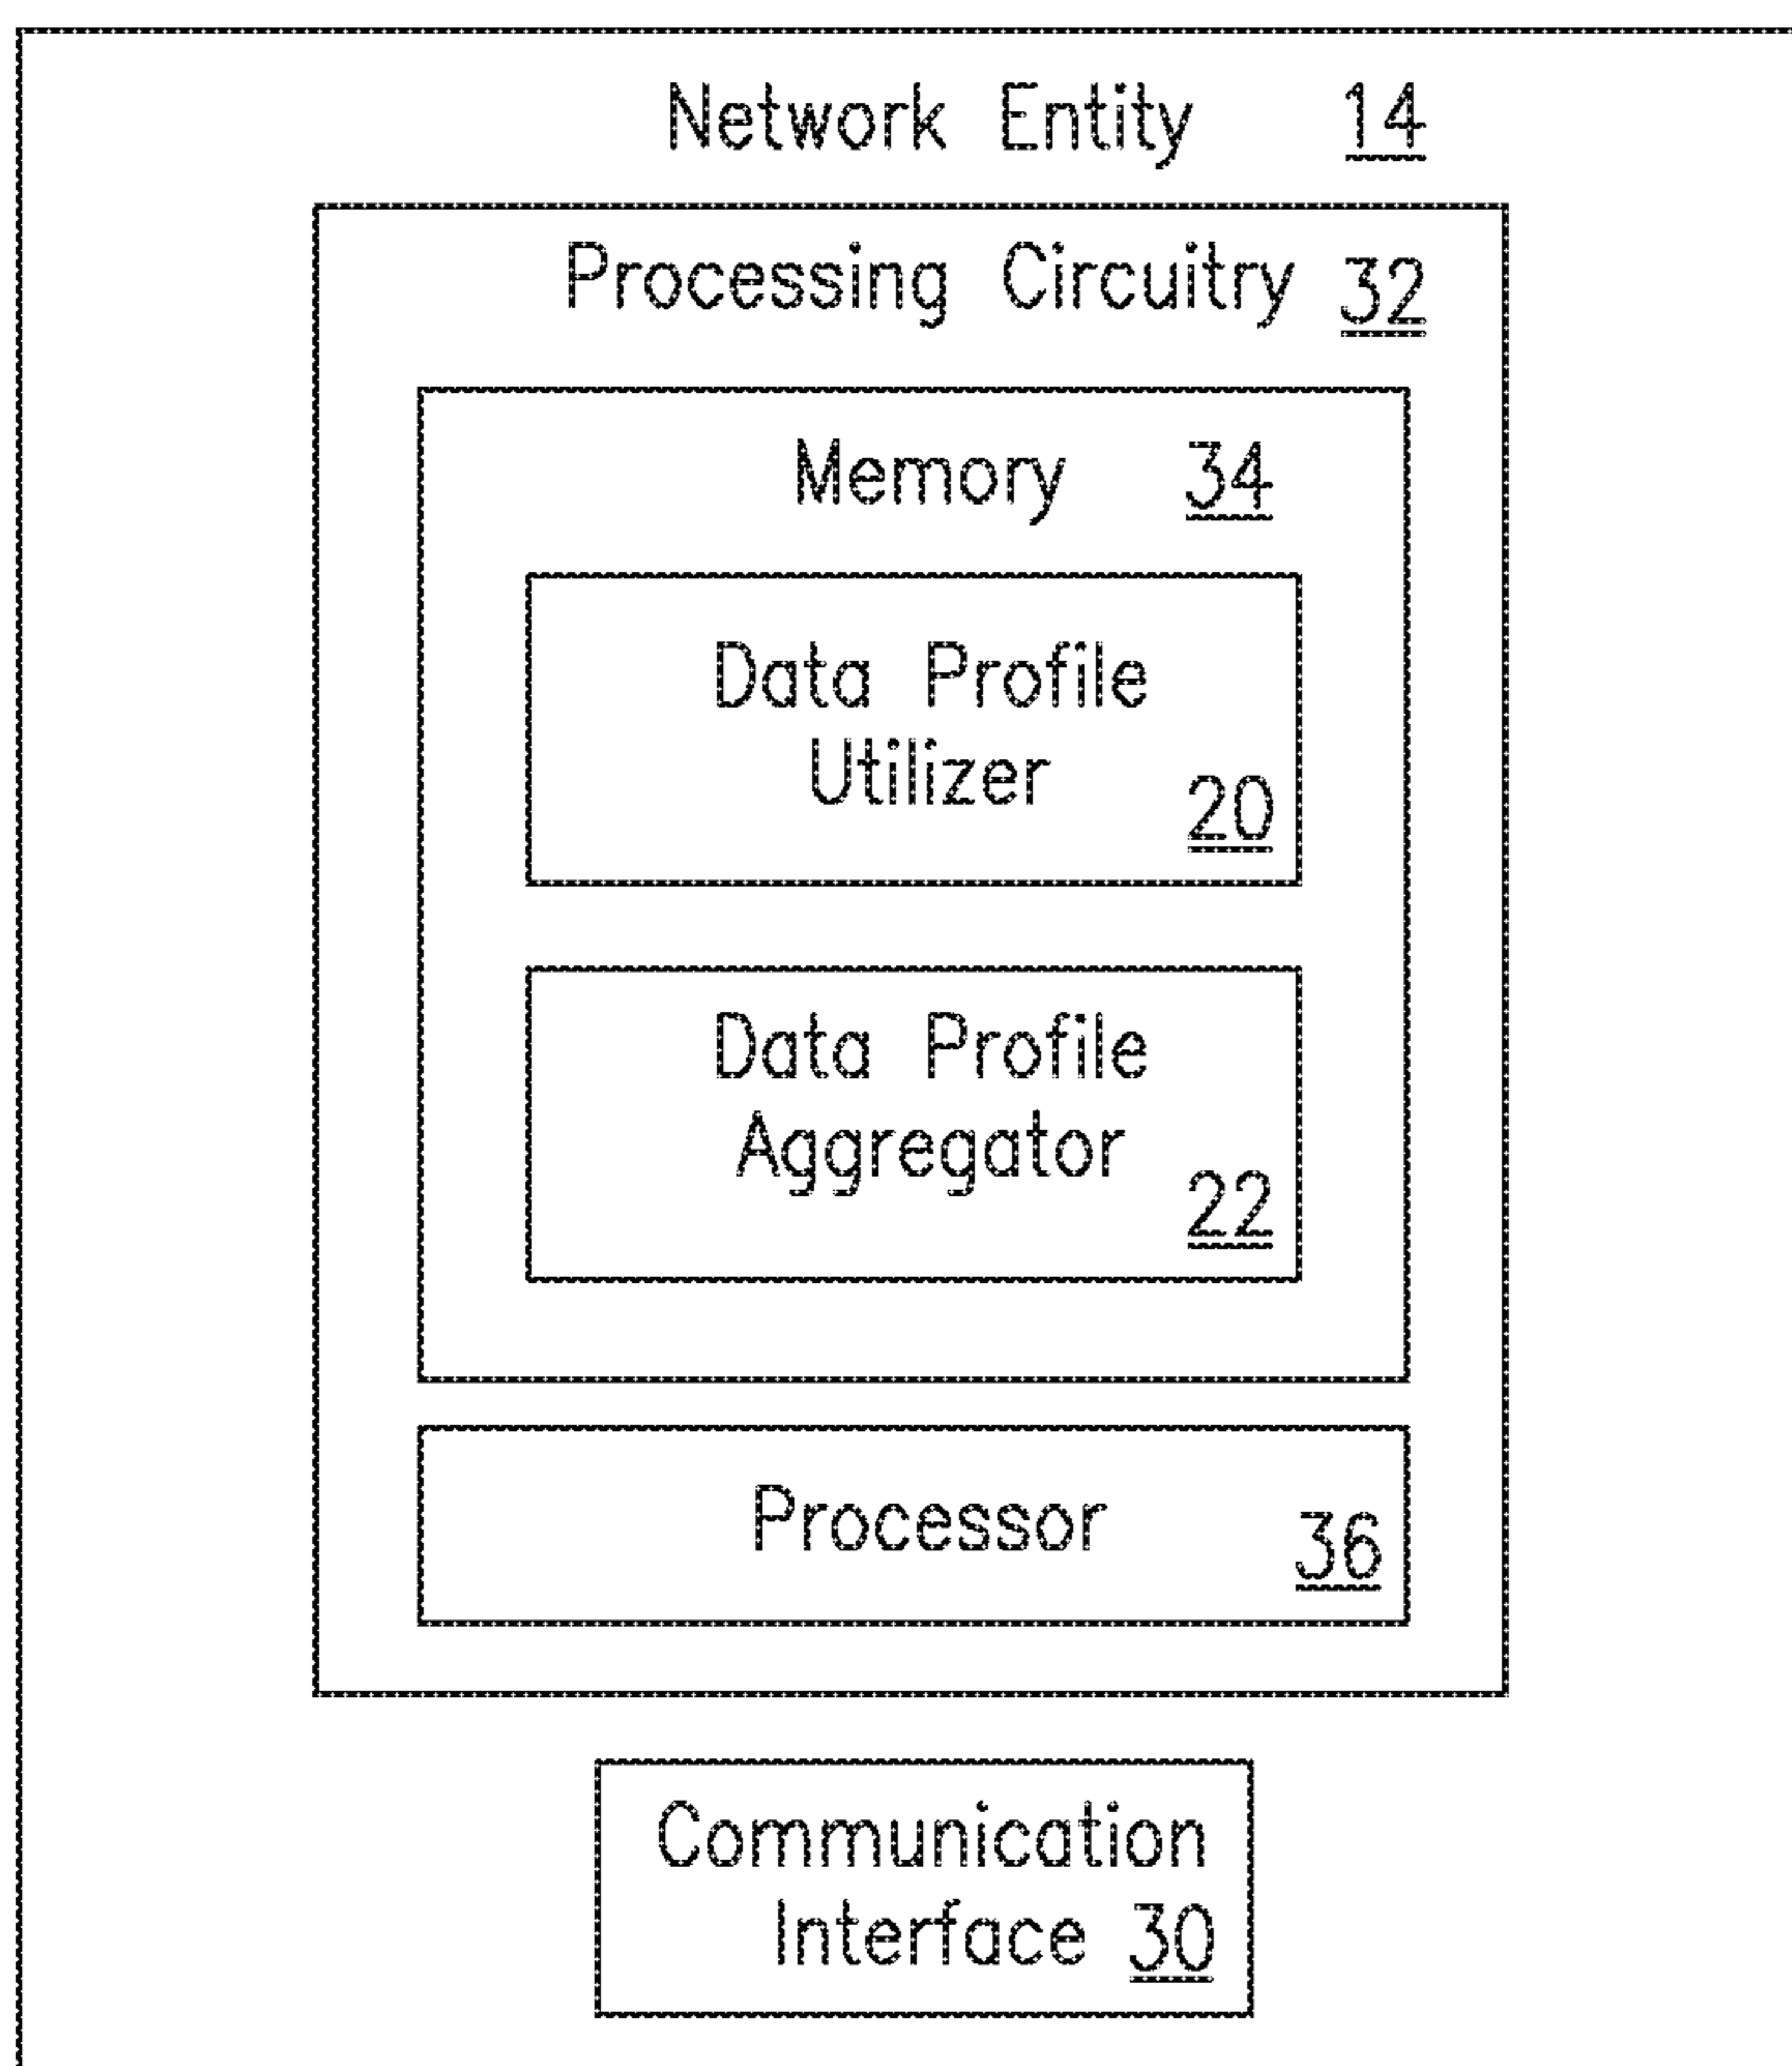 Network Entity 14
Processing Circuitry 32
Memory 34
Data Profile
Utilizer 20
Data Profile
Aggregator 22
Processor 36
Communication
Interface 30